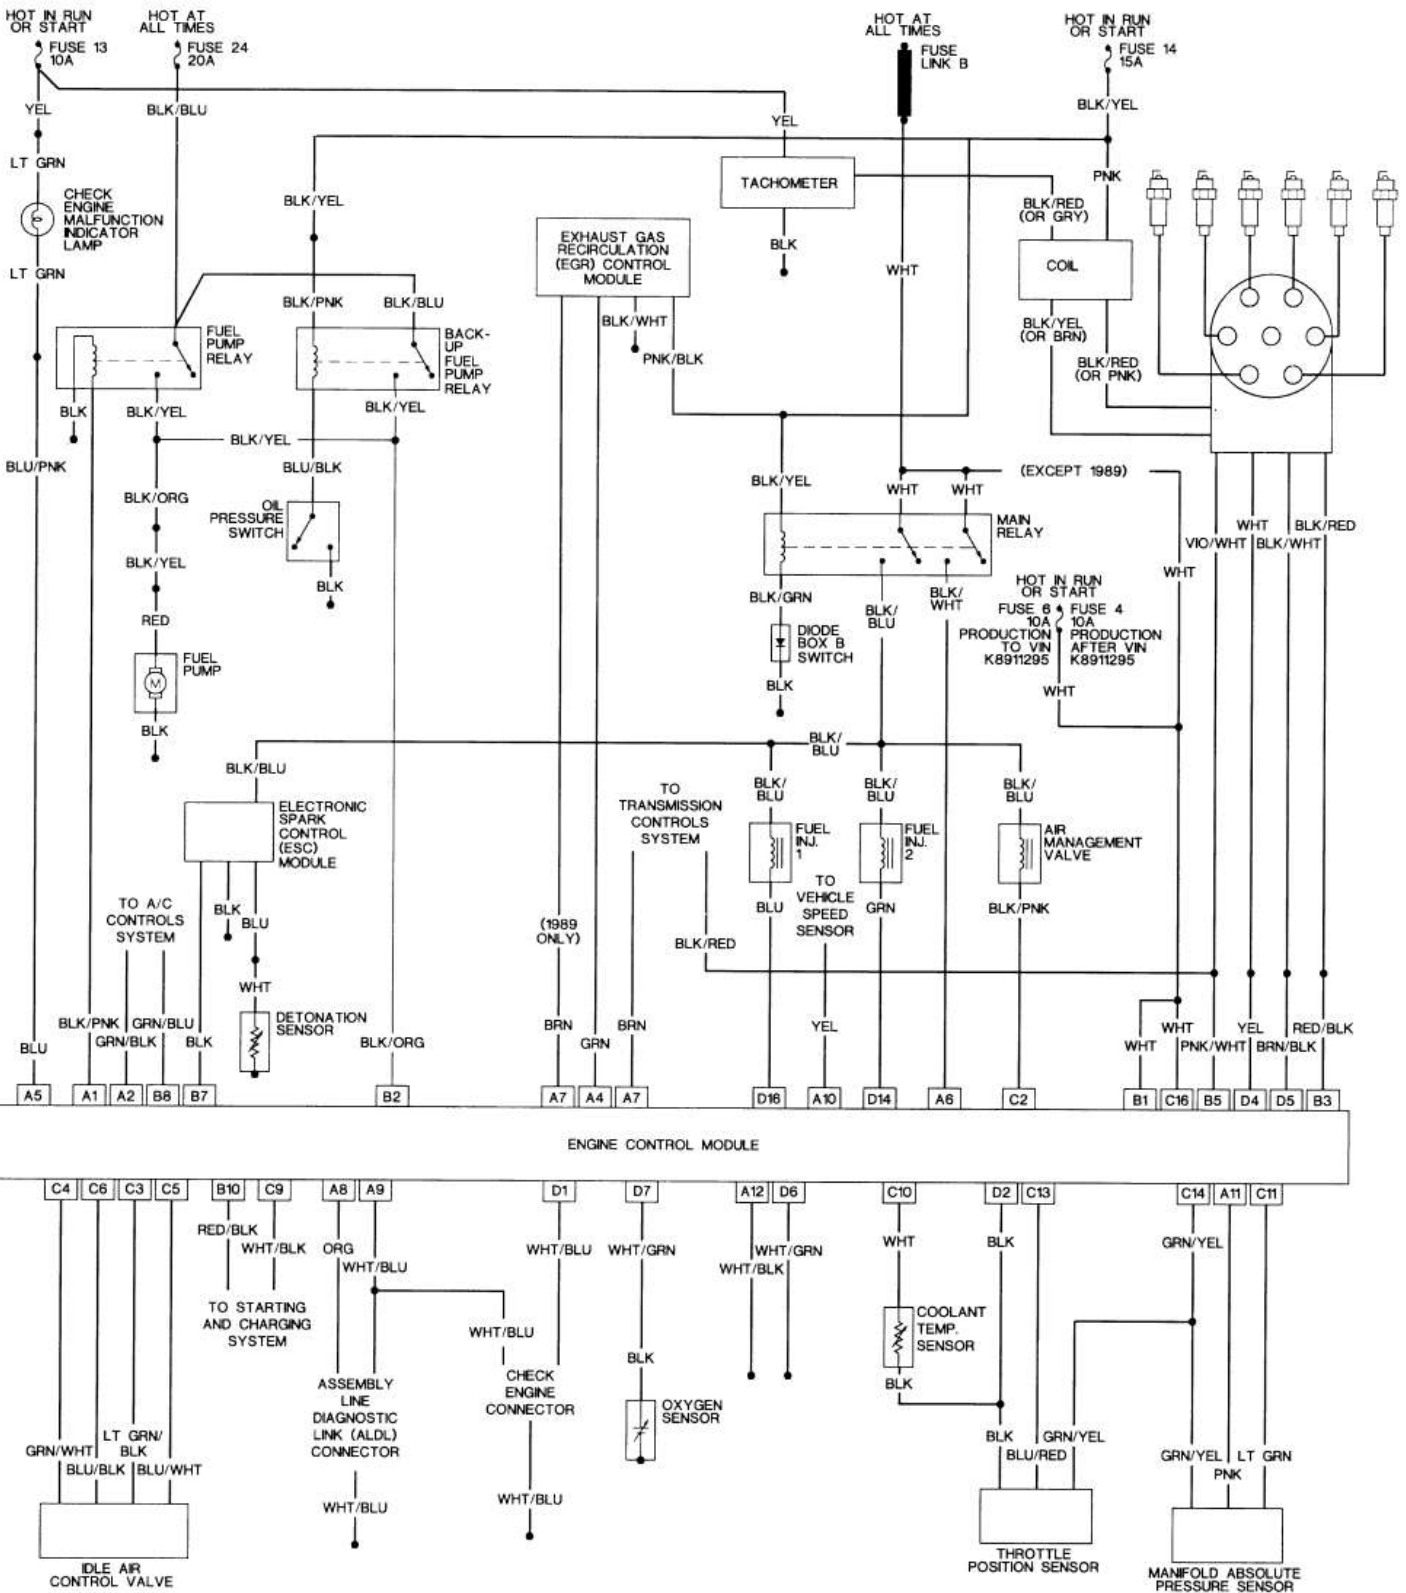 HOT IN RUN
OR START
FUSE 13
10A
HOT AT
ALL TIMES
FUSE 24
20A
HOT AT
ALL TIMES
FUSE
LINK B
HOT IN RUN
OR START
FUSE 14
15A
YEL
BLK/BLU
YEL
BLK/YEL
LT GRN
CHECK
ENGINE
MALFUNCTION
INDICATOR
LAMP
LT GRN
BLK/YEL
TACHOMETER
BLK
BLK/RED
(OR GRY)
PNK
EXHAUST GAS
RECIRCULATION
(EGR) CONTROL
MODULE
WHT
COIL
BLK/PNK
BLK/BLU
BLK/WHT
PNK/BLK
BLK/YEL
(OR BRN)
BLK/RED
(OR PNK)
FUEL
PUMP
RELAY
BACK-
UP
FUEL
PUMP
RELAY
BLK
BLK/YEL
BLK/YEL
BLK/YEL
BLU/PNK
BLU/BLK
BLK/ORG
OIL
PRESSURE
SWITCH
BLK/YEL
BLK
RED
FUEL
PUMP
M
BLK
BLK/YEL
WHT
WHT
(EXCEPT 1989)
MAIN
RELAY
WHT
BLK/RED
VIO/WHT
BLK/WHT
WHT
BLK/GRN
BLK/
BLU
BLK/
WHT
HOT IN RUN
OR START
FUSE 6
10A
PRODUCTION
TO VIN
K8911295
FUSE 4
10A
PRODUCTION
AFTER VIN
K8911295
DIODE
BOX B
SWITCH
BLK
WHT
BLK/BLU
BLK/
BLU
ELECTRONIC
SPARK
CONTROL
(ESC)
MODULE
TO
TRANSMISSION
CONTROLS
SYSTEM
BLK/
BLU
BLK/
BLU
BLK/
BLU
FUEL
INJ.
1
FUEL
INJ.
2
AIR
MANAGEMENT
VALVE
TO A/C
CONTROLS
SYSTEM
BLK
BLU
(1989
ONLY)
BLK/RED
BLU
TO
VEHICLE
SPEED
SENSOR
GRN
BLK/PNK
WHT
DETONATION
SENSOR
BLU
BLK/PNK
GRN/BLK
GRN/BLU
BLK
BLK/ORG
BRN
GRN
BRN
YEL
WHT
WHT
PNK/WHT
YEL
BRN/BLK
RED/BLK
A5
A1
A2
B8
B7
B2
A7
A4
A7
D16
A10
D14
A6
C2
B1
C16
B5
D4
D5
B3
ENGINE CONTROL MODULE
C4
C6
C3
C5
B10
C9
A8
A9
D1
D7
A12
D6
C10
D2
C13
C14
A11
C11
RED/BLK
WHT/BLK
ORG
WHT/BLU
WHT/BLU
WHT/GRN
WHT/BLK
WHT/GRN
WHT
BLK
GRN/YEL
TO STARTING
AND CHARGING
SYSTEM
WHT/BLU
COOLANT
TEMP.
SENSOR
BLK
BLK
ASSEMBLY
LINE
DIAGNOSTIC
LINK (ALDL)
CONNECTOR
CHECK
ENGINE
CONNECTOR
OXYGEN
SENSOR
GRN/WHT
BLU/BLK
LT GRN/
BLK
BLU/WHT
BLK
BLU/RED
GRN/YEL
GRN/YEL
PNK
LT GRN
WHT/BLU
WHT/BLU
IDLE AIR
CONTROL VALVE
THROTTLE
POSITION SENSOR
MANIFOLD ABSOLUTE
PRESSURE SENSOR